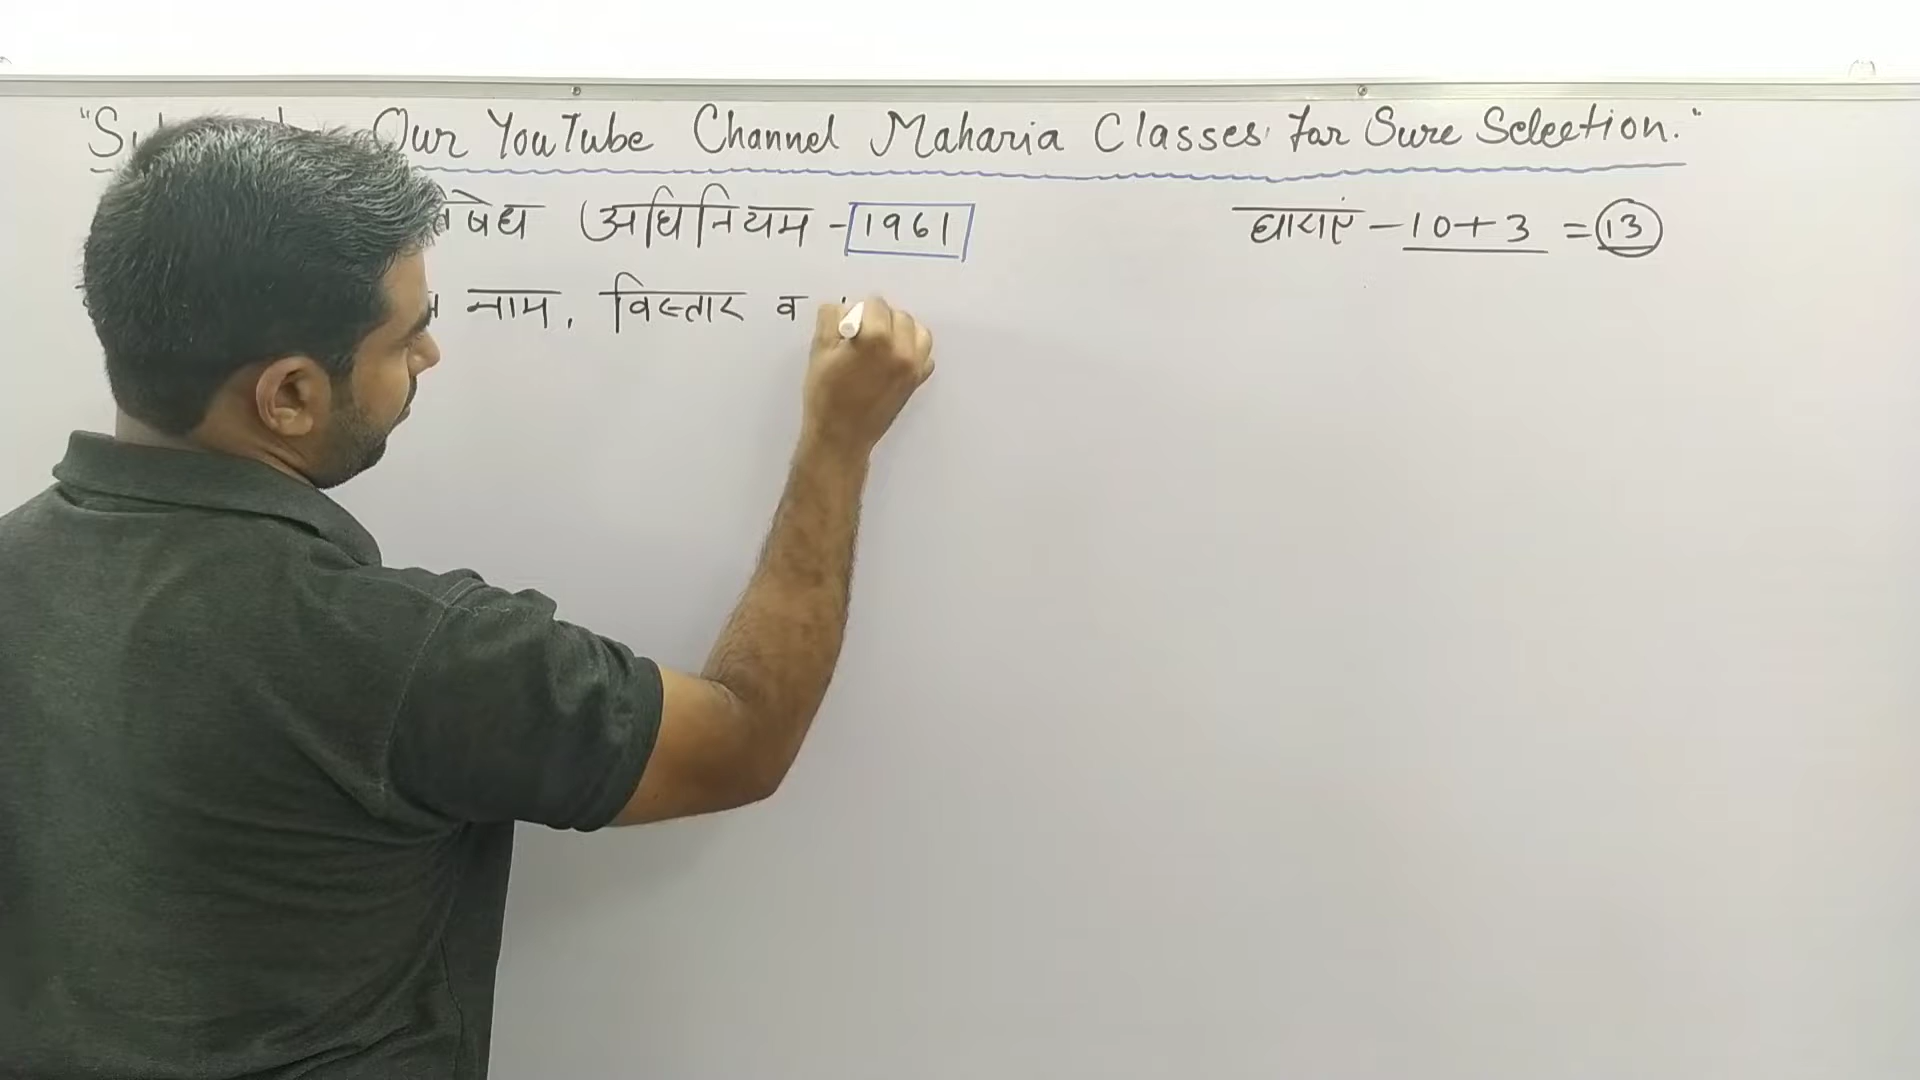 Our YouTube Channel Maharia Classes for Sure Selection."
अधिनियम - 1961
धाराएं - 10+3 = 13
नाम, विस्तार व